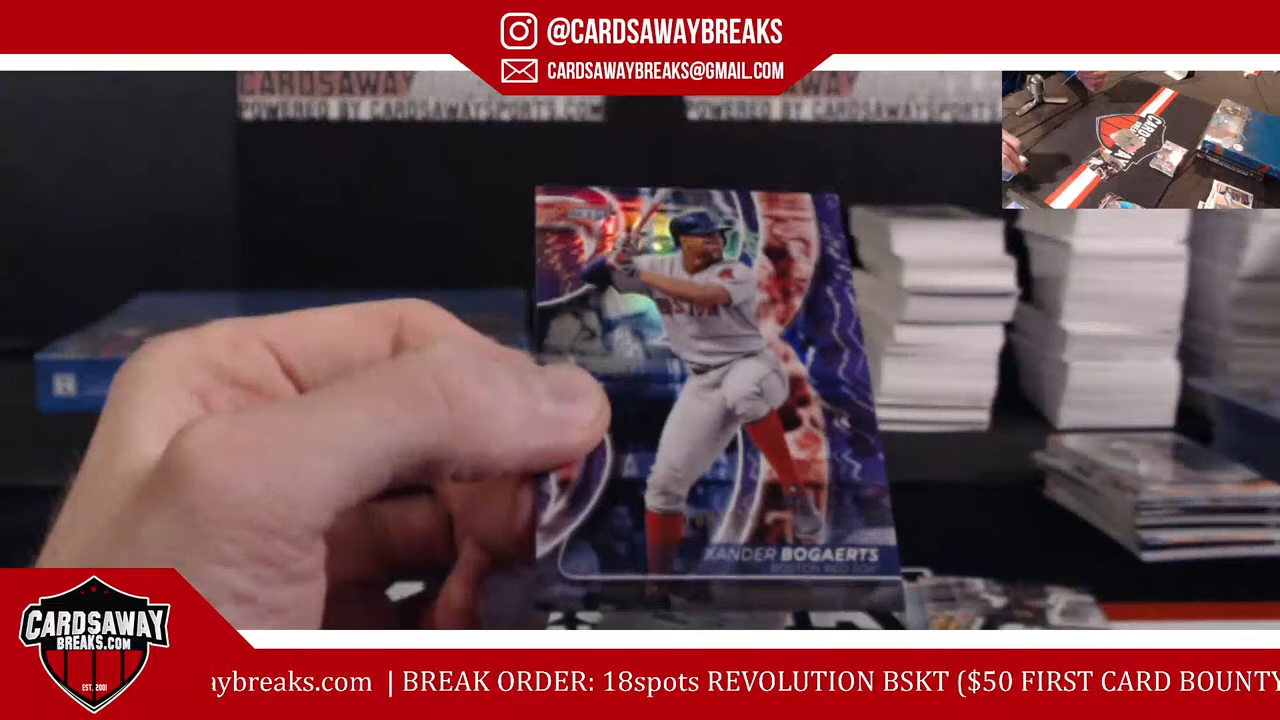 @CARDSAWAYBREAKS
CARDSAWAYBREAKS@GMAIL.COM
CARDSAWAY
POWERED BY CARDSAWAYSPORTS.COM
XANDER BOGAERTS
BOSTON RED SOX
CARDSAWAY
BREAKS.COM
EST. 2001
aybreaks.com | BREAK ORDER: 18spots REVOLUTION BSKT ($50 FIRST CARD BOUNTY